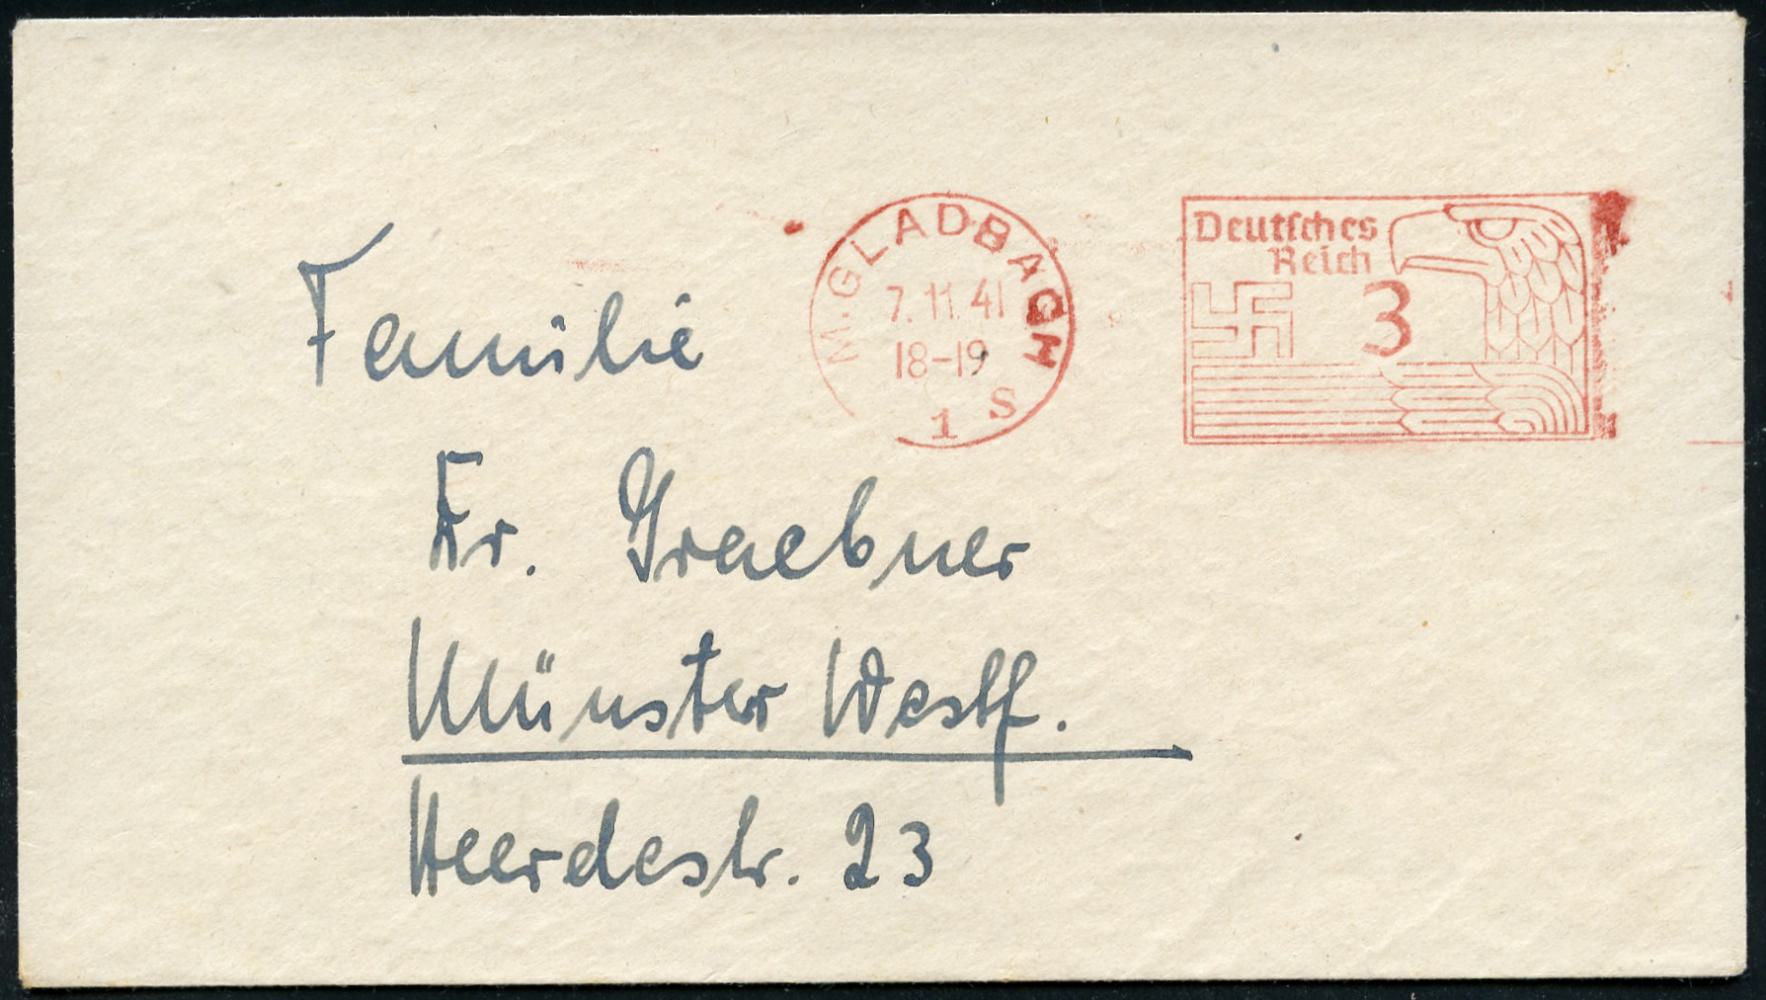 M.GLADBACH
7.11.41
18-19
1 S
Deutsches
Reich
3
Familie
Fr. Graebner
Münster Westf.
Heerdestr. 23